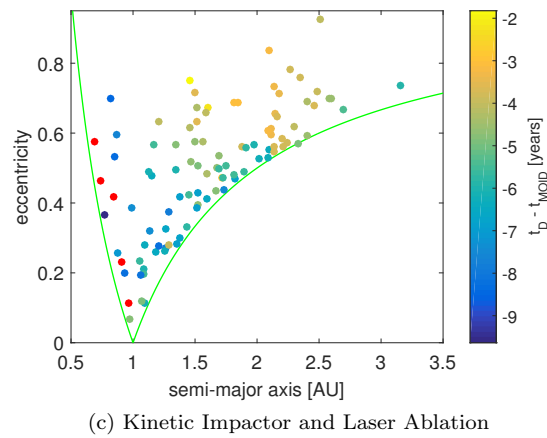 0.8
0.6
0.4
0.2
0
eccentricity
0.5 1 1.5 2 2.5 3 3.5
semi-major axis [AU]
-2
-3
-4
-5
-6
-7
-8
-9
t_D - t_MOID [years]
(c) Kinetic Impactor and Laser Ablation